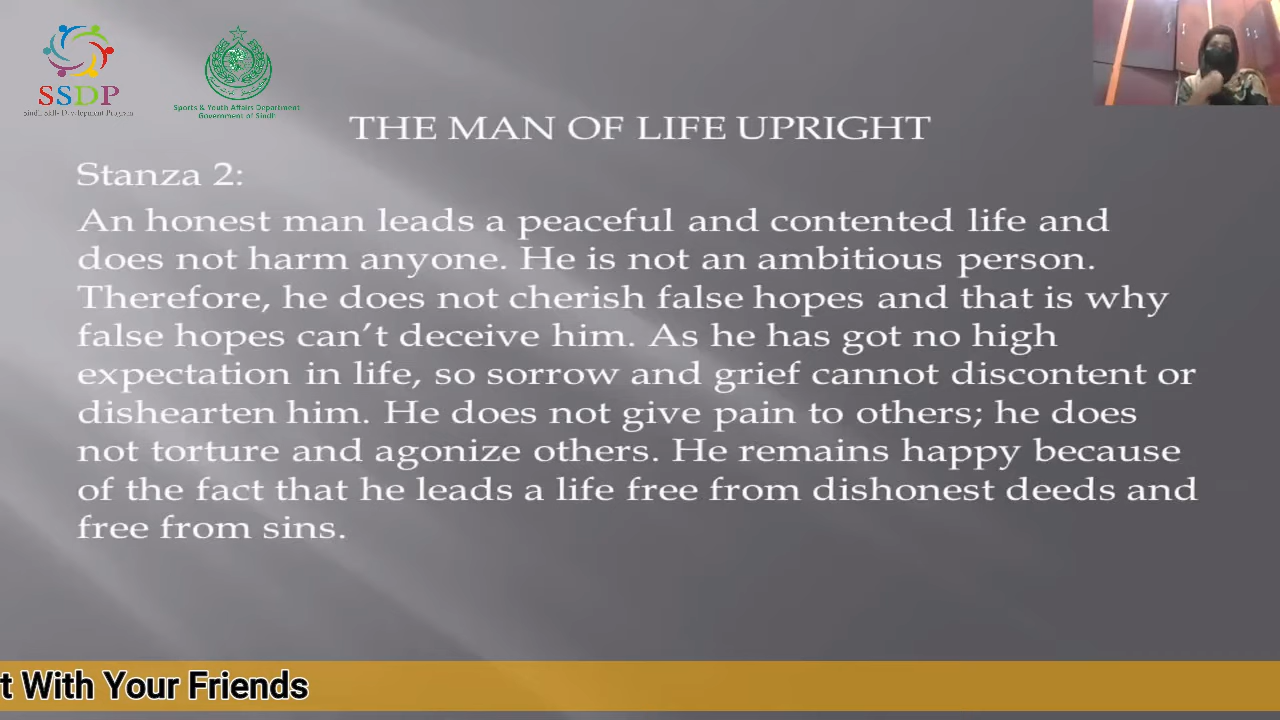 SSDP
Sindh Skills Development Program
Sports & Youth Affairs Department
Government of Sindh
THE MAN OF LIFE UPRIGHT
Stanza 2:
An honest man leads a peaceful and contented life and
does not harm anyone. He is not an ambitious person.
Therefore, he does not cherish false hopes and that is why
false hopes can’t deceive him. As he has got no high
expectation in life, so sorrow and grief cannot discontent or
dishearten him. He does not give pain to others; he does
not torture and agonize others. He remains happy because
of the fact that he leads a life free from dishonest deeds and
free from sins.
t With Your Friends